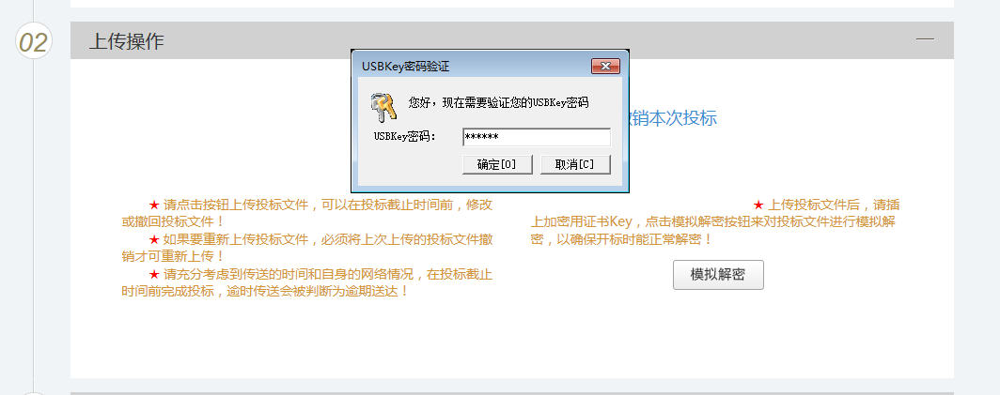 02
上传操作
USBKey密码验证
您好，现在需要验证您的USBKey密码
销本次投标
USBKey密码：
******
确定[O]
取消[C]
★ 请点击按钮上传投标文件，可以在投标截止时间前，修改
或撤回投标文件！
★ 如果要重新上传投标文件，必须将上次上传的投标文件撤
销才可重新上传！
★ 请充分考虑到传送的时间和自身的网络情况，在投标截止
时间前完成投标，逾时传送会被判断为逾期送达！
★ 上传投标文件后，请插
上加密用证书Key，点击模拟解密按钮来对投标文件进行模拟解
密，以确保开标时能正常解密！
模拟解密